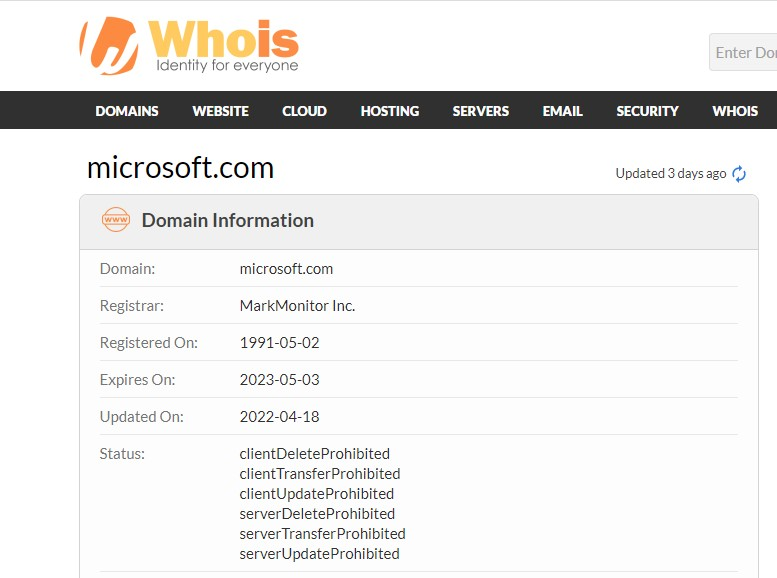 Whois
Identity for everyone
Enter Do
DOMAINS WEBSITE CLOUD HOSTING SERVERS EMAIL SECURITY WHOIS
microsoft.com
Updated 3 days ago
www Domain Information
Domain: microsoft.com
Registrar: MarkMonitor Inc.
Registered On: 1991-05-02
Expires On: 2023-05-03
Updated On: 2022-04-18
Status: clientDeleteProhibited
clientTransferProhibited
clientUpdateProhibited
serverDeleteProhibited
serverTransferProhibited
serverUpdateProhibited